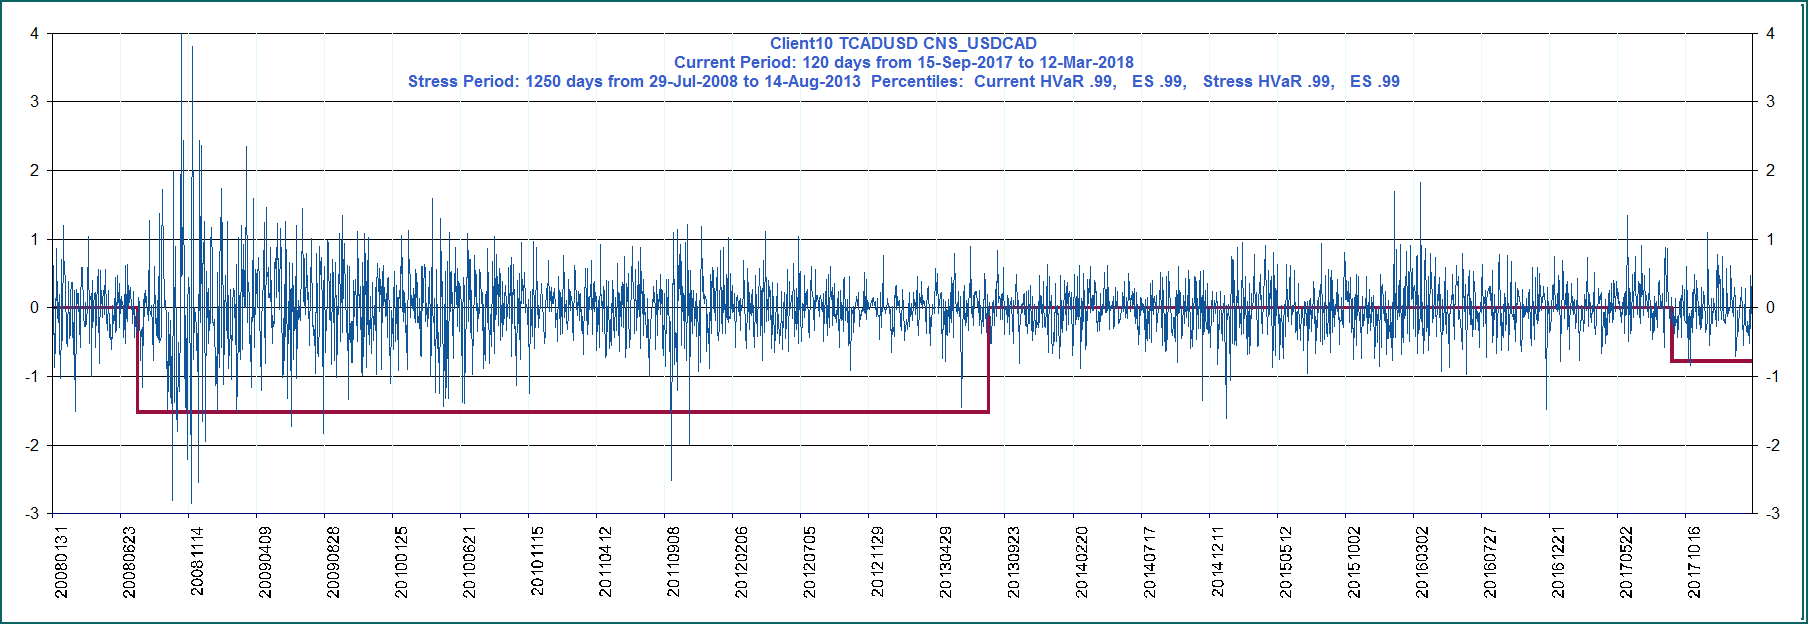 Client10 TCADUSD CNS_USDCAD
Current Period: 120 days from 15-Sep-2017 to 12-Mar-2018
Stress Period: 1250 days from 29-Jul-2008 to 14-Aug-2013 Percentiles: Current HVaR .99, ES .99, Stress HVaR .99, ES .99
4 4
3 3
2 2
1 1
0 0
-1 -1
-2 -2
-3 -3
20080131 20080623 20081114 20090409 20090828 20100125 20100621 20101115 20110412 20110908 20120206 20120705 20121129 20130429 20130923 20140220 20140717 20141211 20150512 20151002 20160302 20160727 20161221 20170522 20171016